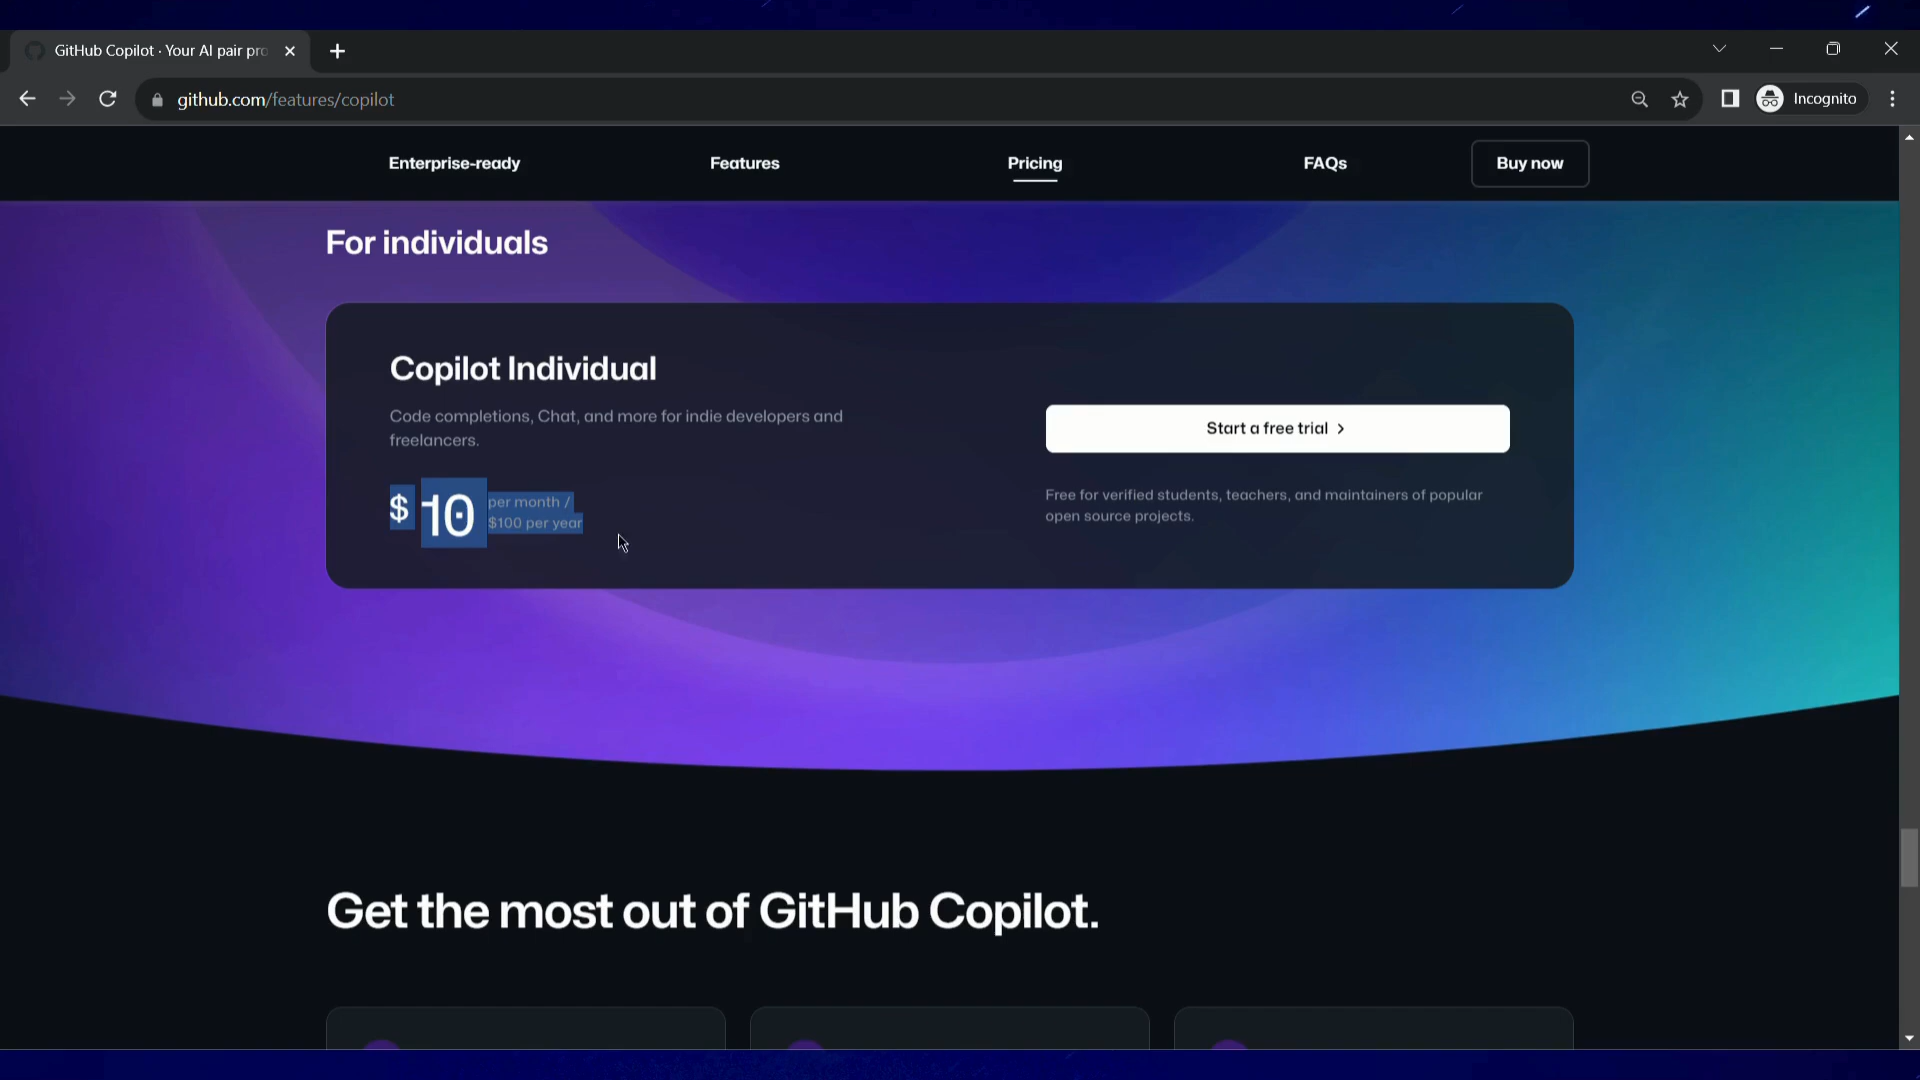 GitHub Copilot · Your AI pair pro
github.com/features/copilot
Incognito
Enterprise-ready
Features
Pricing
FAQs
Buy now
For individuals
Copilot Individual
Code completions, Chat, and more for indie developers and
freelancers.
$ 10
per month /
$100 per year
Start a free trial >
Free for verified students, teachers, and maintainers of popular
open source projects.
Get the most out of GitHub Copilot.